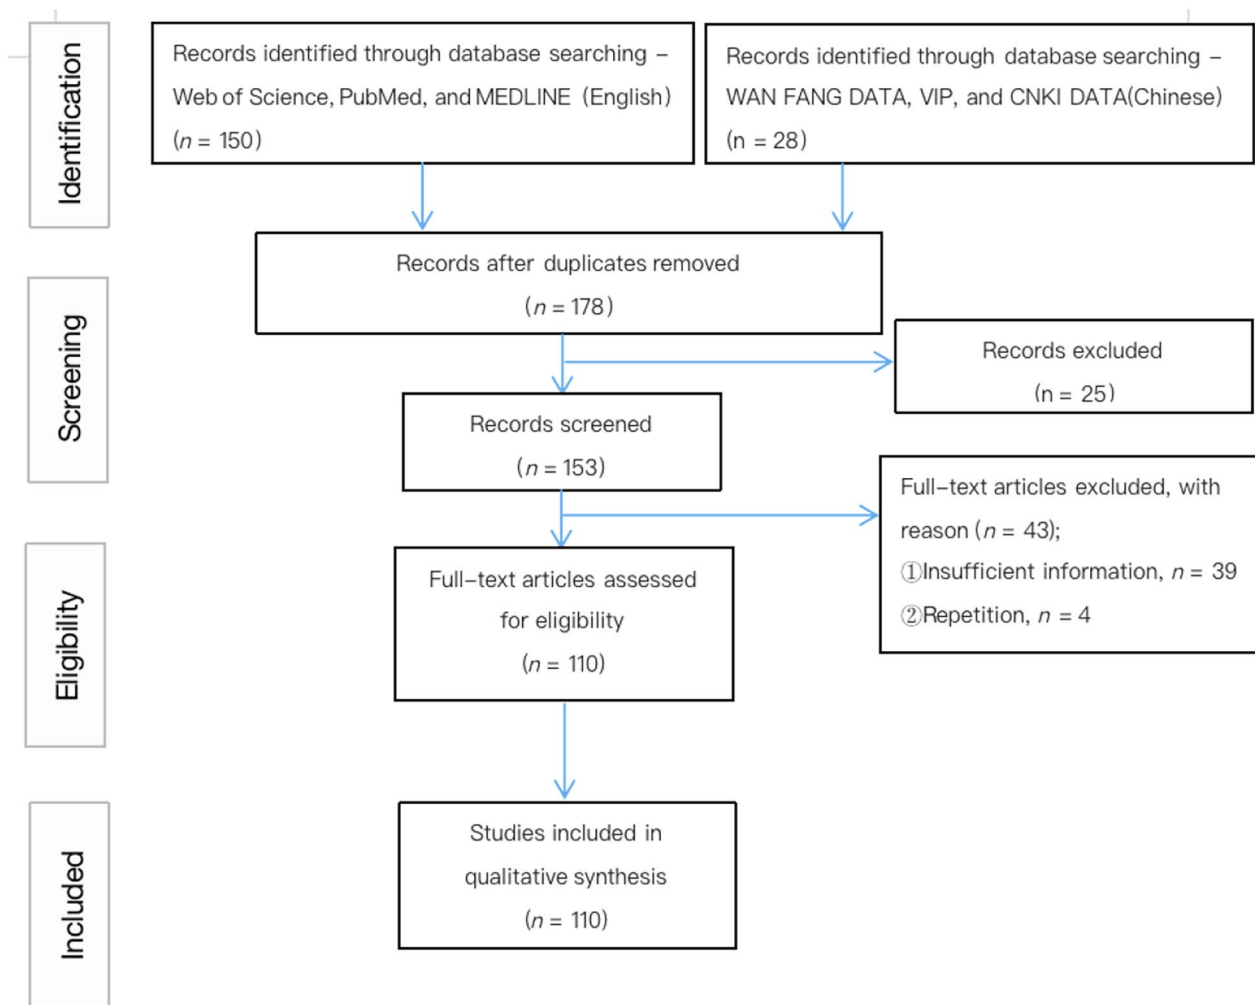 Identification
Records identified through database searching –
Web of Science, PubMed, and MEDLINE (English)
(n = 150)
Records identified through database searching –
WAN FANG DATA, VIP, and CNKI DATA(Chinese)
(n = 28)
Screening
Records after duplicates removed
(n = 178)
Records excluded
(n = 25)
Records screened
(n = 153)
Full–text articles excluded, with
reason (n = 43);
①Insufficient information, n = 39
②Repetition, n = 4
Eligibility
Full–text articles assessed
for eligibility
(n = 110)
Included
Studies included in
qualitative synthesis
(n = 110)